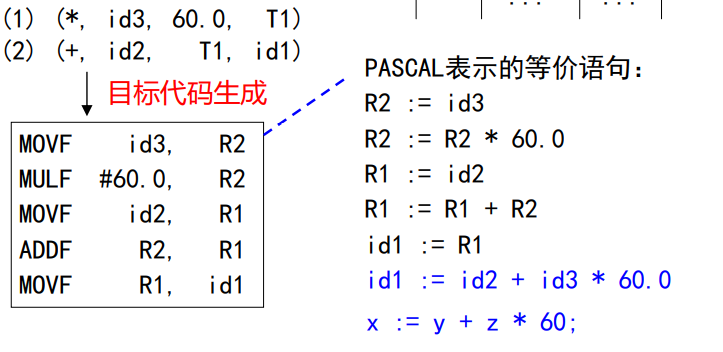 ... ...
(1) (*, id3, 60.0, T1)
(2) (+, id2, T1, id1)
目标代码生成
MOVF id3, R2
MULF #60.0, R2
MOVF id2, R1
ADDF R2, R1
MOVF R1, id1
PASCAL表示的等价语句:
R2 := id3
R2 := R2 * 60.0
R1 := id2
R1 := R1 + R2
id1 := R1
id1 := id2 + id3 * 60.0
x := y + z * 60;